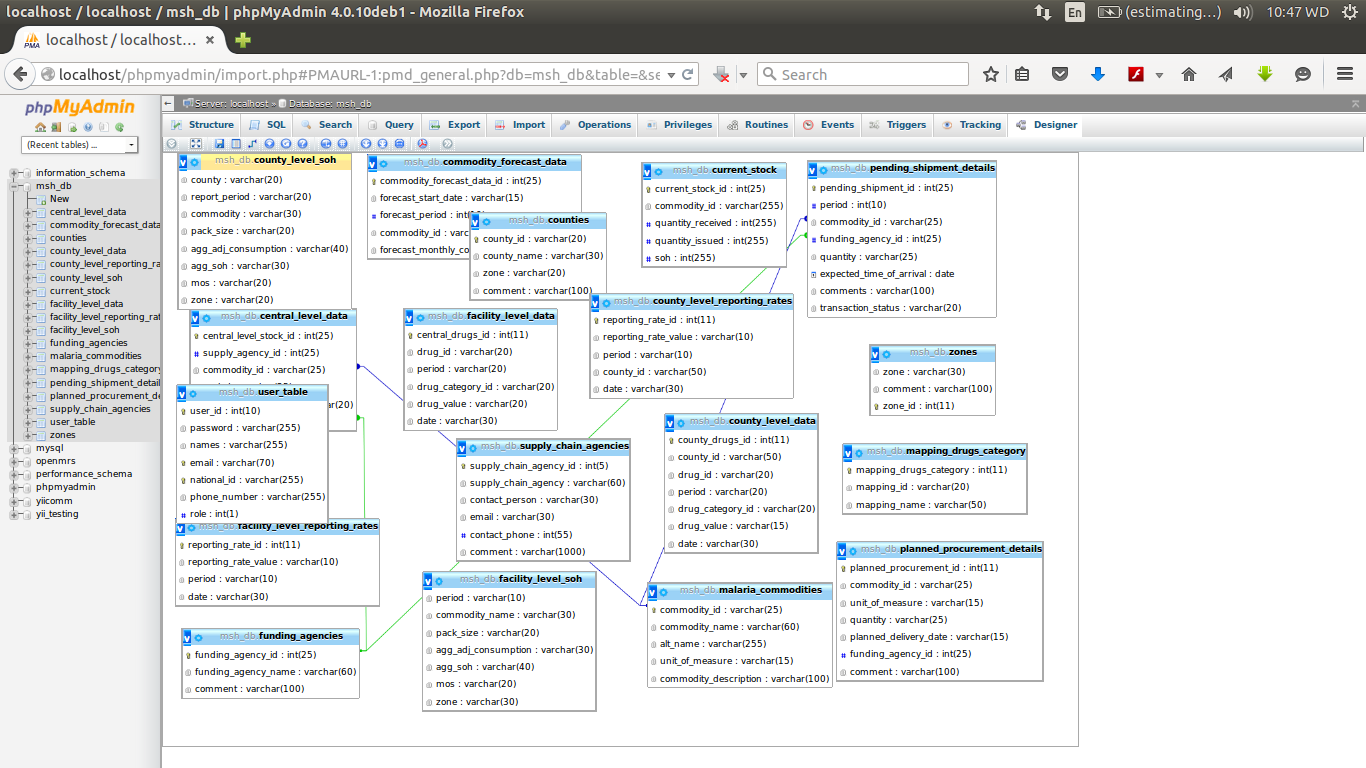 localhost / localhost / msh_db | phpMyAdmin 4.0.10deb1 - Mozilla Firefox
En
(estimating...)
10:47 WD
PMA
localhost / localhost...
localhost/phpmyadmin/import.php#PMAURL-1:pmd_general.php?db=msh_db&table=&se
Search
phpMyAdmin
(Recent tables) ...
information_schema
msh_db
New
central_level_data
commodity_forecast_data
counties
county_level_data
county_level_reporting_ra
county_level_soh
current_stock
facility_level_data
facility_level_reporting_rat
facility_level_soh
funding_agencies
malaria_commodities
mapping_drugs_category
pending_shipment_detail
planned_procurement_de
supply_chain_agencies
user_table
zones
mysql
openmrs
performance_schema
phpmyadmin
yiicomm
yii_testing
Server: localhost » Database: msh_db
Structure
SQL
Search
Query
Export
Import
Operations
Privileges
Routines
Events
Triggers
Tracking
Designer
msh_db.county_level_soh
county : varchar(20)
report_period : varchar(20)
commodity : varchar(30)
pack_size : varchar(20)
agg_adj_consumption : varchar(40)
agg_soh : varchar(30)
mos : varchar(20)
zone : varchar(20)
msh_db.commodity_forecast_data
commodity_forecast_data_id : int(25)
forecast_start_date : varchar(15)
forecast_period : int(
commodity_id : varc
forecast_monthly_co
msh_db.counties
county_id : varchar(20)
county_name : varchar(30)
zone : varchar(20)
comment : varchar(100)
msh_db.current_stock
current_stock_id : int(25)
commodity_id : varchar(255)
quantity_received : int(255)
quantity_issued : int(255)
soh : int(255)
msh_db.pending_shipment_details
pending_shipment_id : int(25)
period : int(10)
commodity_id : varchar(25)
funding_agency_id : int(25)
quantity : varchar(25)
expected_time_of_arrival : date
comments : varchar(100)
transaction_status : varchar(20)
msh_db.central_level_data
central_level_stock_id : int(25)
supply_agency_id : int(25)
commodity_id : varchar(25)
ar(20)
msh_db.facility_level_data
central_drugs_id : int(11)
drug_id : varchar(20)
period : varchar(20)
drug_category_id : varchar(20)
drug_value : varchar(20)
date : varchar(30)
msh_db.county_level_reporting_rates
reporting_rate_id : int(11)
reporting_rate_value : varchar(10)
period : varchar(10)
county_id : varchar(50)
date : varchar(30)
msh_db.zones
zone : varchar(30)
comment : varchar(100)
zone_id : int(11)
msh_db.user_table
user_id : int(10)
password : varchar(255)
names : varchar(255)
email : varchar(70)
national_id : varchar(255)
phone_number : varchar(255)
role : int(1)
msh_db.supply_chain_agencies
supply_chain_agency_id : int(5)
supply_chain_agency : varchar(60)
contact_person : varchar(30)
email : varchar(30)
contact_phone : int(55)
comment : varchar(1000)
msh_db.county_level_data
county_drugs_id : int(11)
county_id : varchar(50)
drug_id : varchar(20)
period : varchar(20)
drug_category_id : varchar(20)
drug_value : varchar(15)
date : varchar(30)
msh_db.mapping_drugs_category
mapping_drugs_category : int(11)
mapping_id : varchar(20)
mapping_name : varchar(50)
msh_db.facility_level_reporting_rates
reporting_rate_id : int(11)
reporting_rate_value : varchar(10)
period : varchar(10)
date : varchar(30)
msh_db.facility_level_soh
period : varchar(10)
commodity_name : varchar(30)
pack_size : varchar(20)
agg_adj_consumption : varchar(30)
agg_soh : varchar(40)
mos : varchar(20)
zone : varchar(30)
msh_db.malaria_commodities
commodity_id : varchar(25)
commodity_name : varchar(60)
alt_name : varchar(255)
unit_of_measure : varchar(15)
commodity_description : varchar(100)
msh_db.planned_procurement_details
planned_procurement_id : int(11)
commodity_id : varchar(25)
unit_of_measure : varchar(15)
quantity : varchar(25)
planned_delivery_date : varchar(15)
funding_agency_id : int(25)
comment : varchar(100)
msh_db.funding_agencies
funding_agency_id : int(25)
funding_agency_name : varchar(60)
comment : varchar(100)